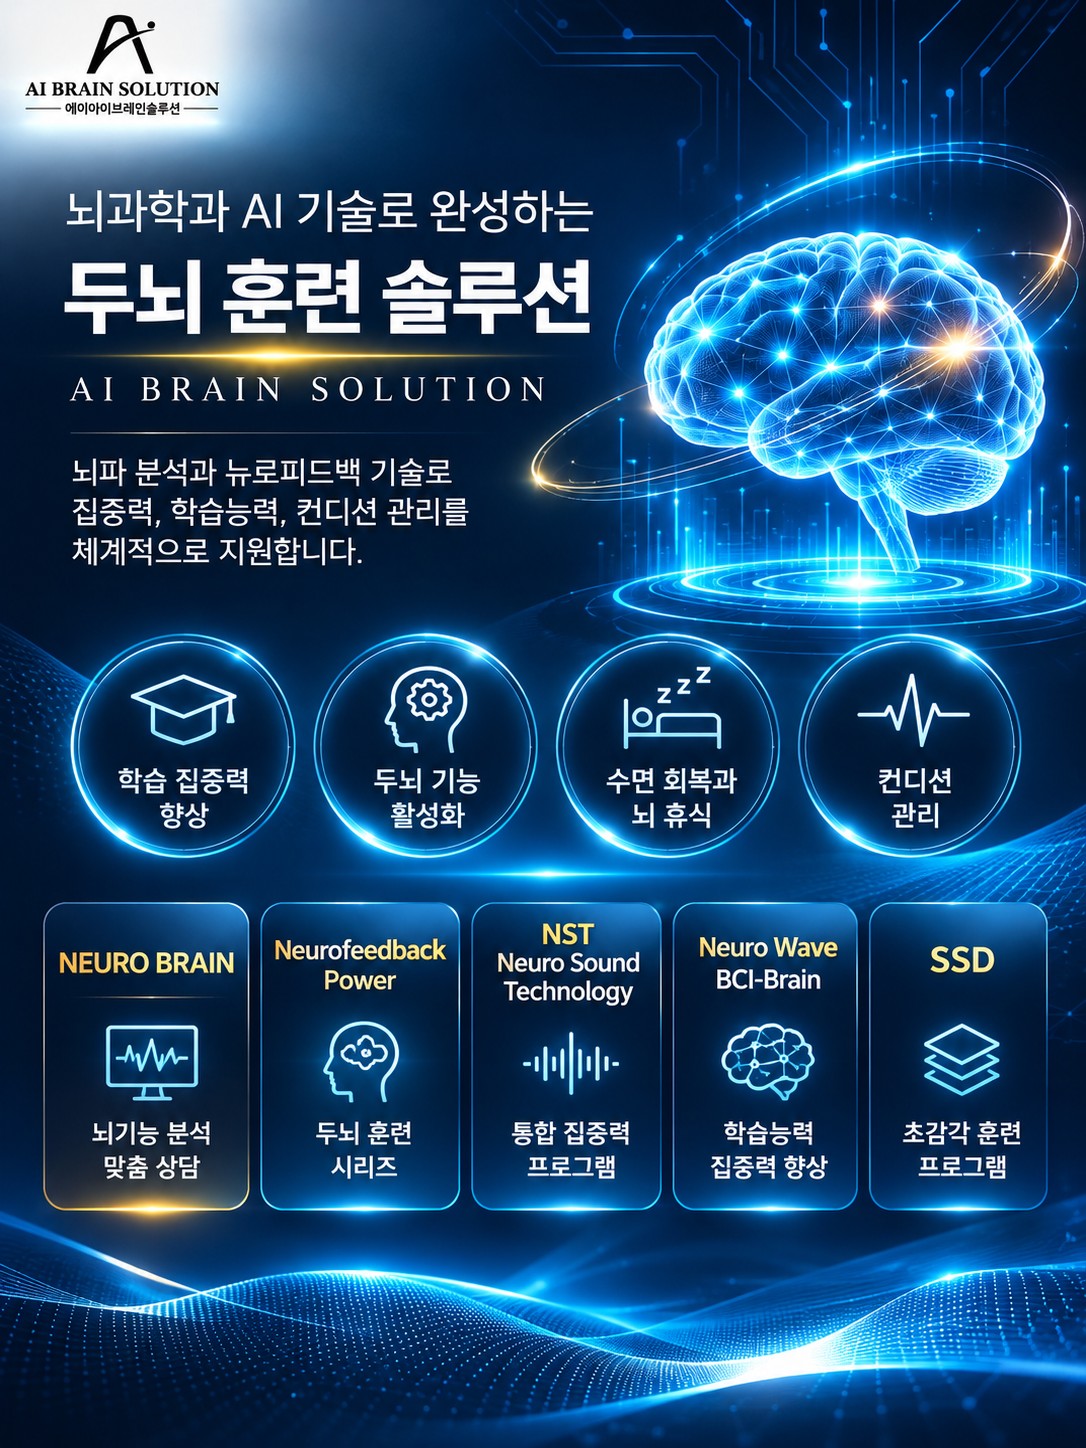 AI BRAIN SOLUTION
에이아이브레인솔루션
뇌과학과 AI 기술로 완성하는
두뇌 훈련 솔루션
AI BRAIN SOLUTION
뇌파 분석과 뉴로피드백 기술로
집중력, 학습능력, 컨디션 관리를
체계적으로 지원합니다.
학습 집중력
향상
두뇌 기능
활성화
z z z
수면 회복과
뇌 휴식
컨디션
관리
NEURO BRAIN
뇌기능 분석
맞춤 상담
Neurofeedback
Power
두뇌 훈련
시리즈
NST
Neuro Sound
Technology
통합 집중력
프로그램
Neuro Wave
BCI-Brain
학습능력
집중력 향상
SSD
초감각 훈련
프로그램